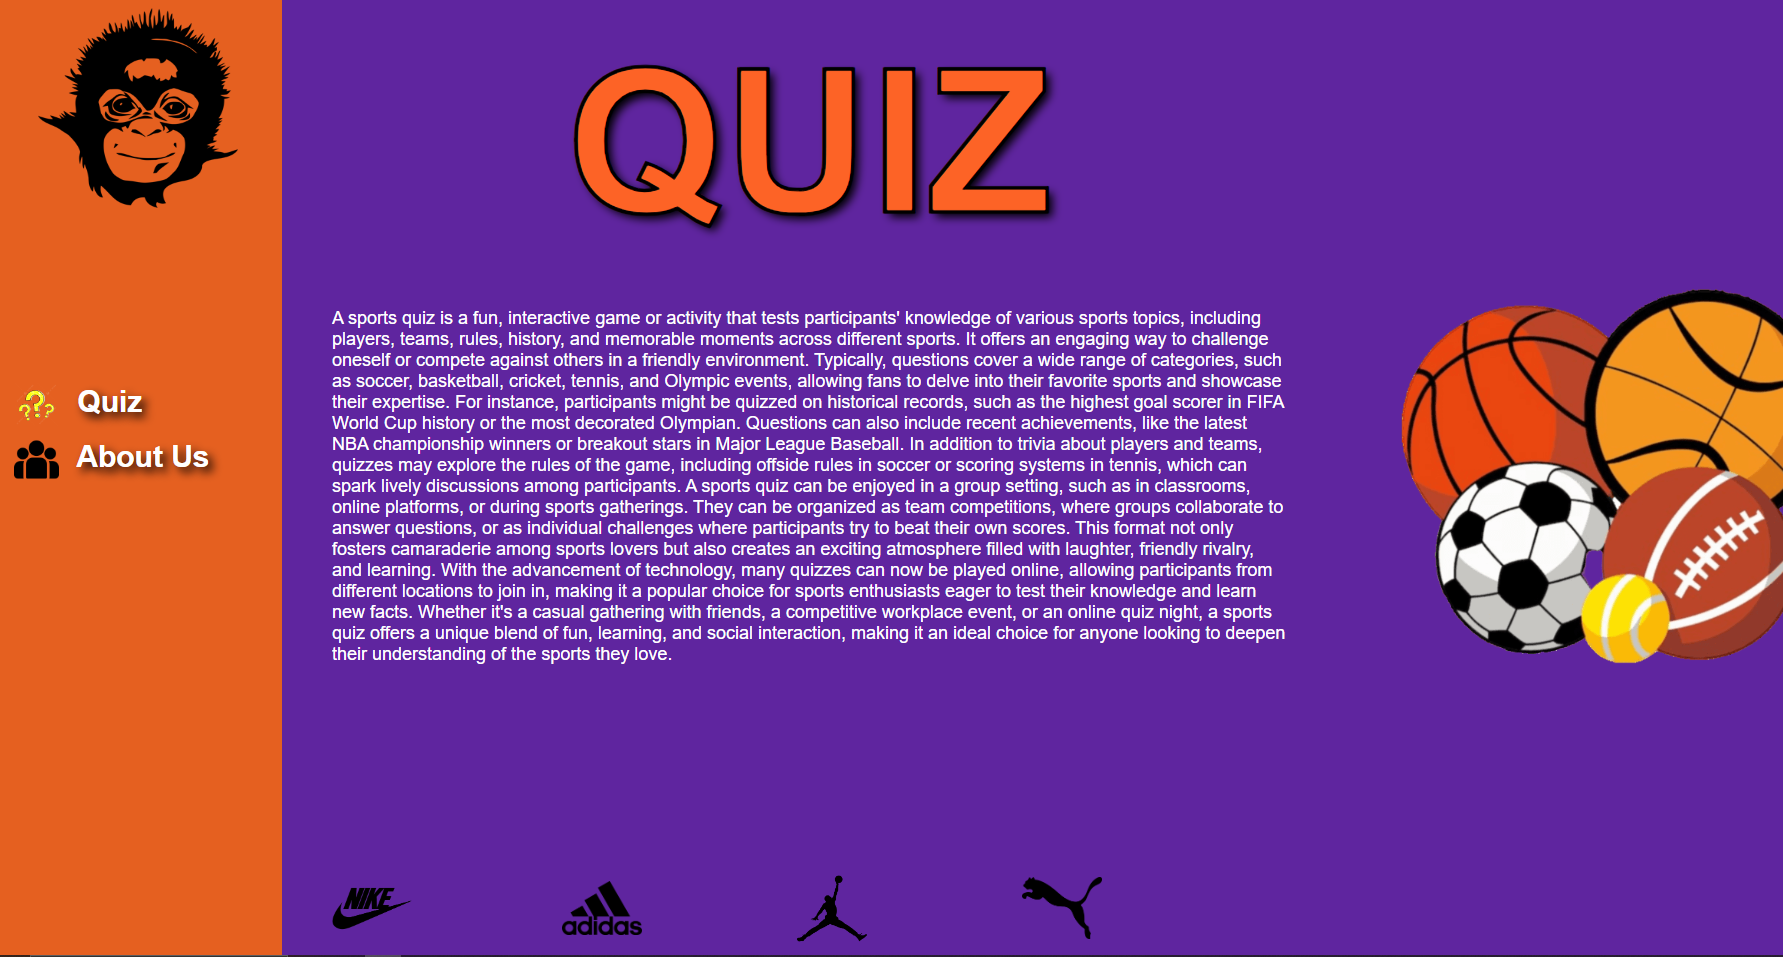 QUIZ
Quiz
About Us
A sports quiz is a fun, interactive game or activity that tests participants' knowledge of various sports topics, including
players, teams, rules, history, and memorable moments across different sports. It offers an engaging way to challenge
oneself or compete against others in a friendly environment. Typically, questions cover a wide range of categories, such
as soccer, basketball, cricket, tennis, and Olympic events, allowing fans to delve into their favorite sports and showcase
their expertise. For instance, participants might be quizzed on historical records, such as the highest goal scorer in FIFA
World Cup history or the most decorated Olympian. Questions can also include recent achievements, like the latest
NBA championship winners or breakout stars in Major League Baseball. In addition to trivia about players and teams,
quizzes may explore the rules of the game, including offside rules in soccer or scoring systems in tennis, which can
spark lively discussions among participants. A sports quiz can be enjoyed in a group setting, such as in classrooms,
online platforms, or during sports gatherings. They can be organized as team competitions, where groups collaborate to
answer questions, or as individual challenges where participants try to beat their own scores. This format not only
fosters camaraderie among sports lovers but also creates an exciting atmosphere filled with laughter, friendly rivalry,
and learning. With the advancement of technology, many quizzes can now be played online, allowing participants from
different locations to join in, making it a popular choice for sports enthusiasts eager to test their knowledge and learn
new facts. Whether it's a casual gathering with friends, a competitive workplace event, or an online quiz night, a sports
quiz offers a unique blend of fun, learning, and social interaction, making it an ideal choice for anyone looking to deepen
their understanding of the sports they love.
NIKE
adidas